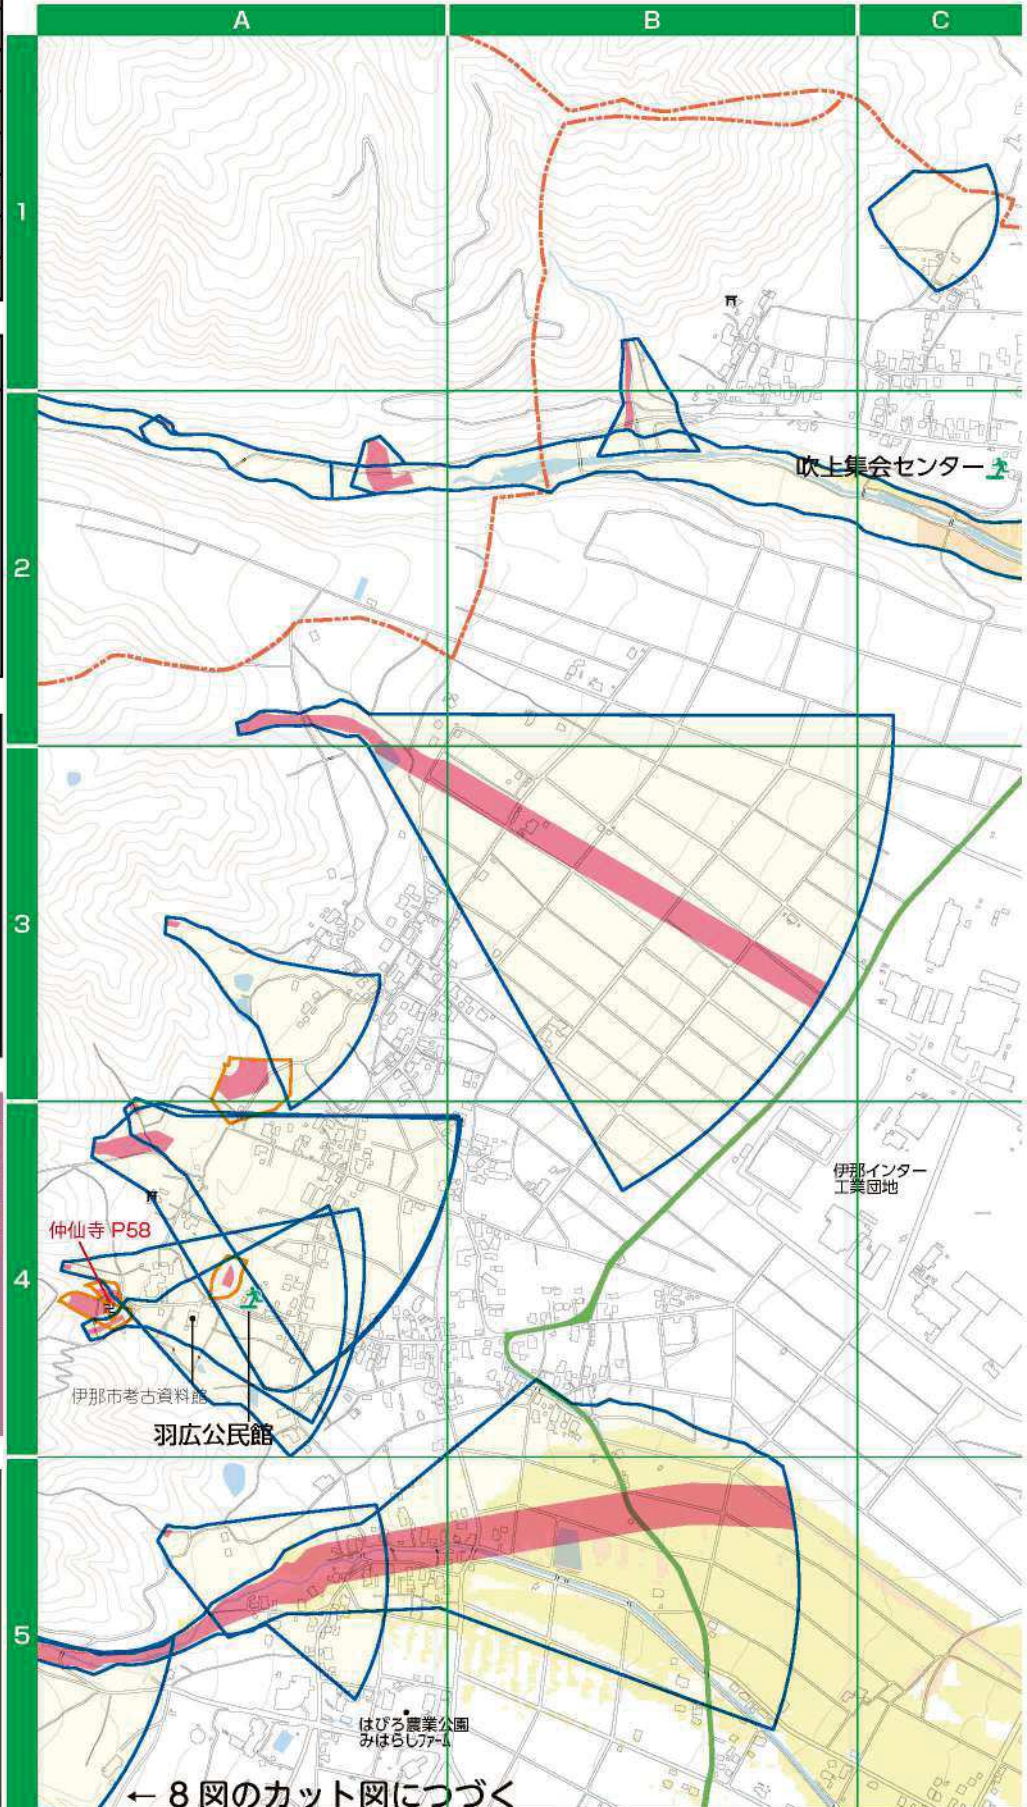 A
B
C
1
吹上集会センター
2
3
伊那インター
工業団地
仲仙寺 P58
4
伊那市考古資料館
羽広公民館
5
はびろ農業公園
みはらしファーム
← 8図のカット図につづく